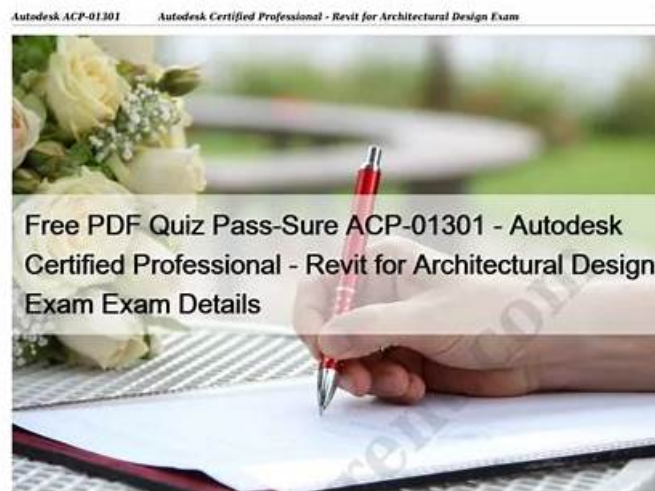 Autodesk ACP-01301 Autodesk Certified Professional - Revit for Architectural Design Exam
Free PDF Quiz Pass-Sure ACP-01301 - Autodesk
Certified Professional - Revit for Architectural Design
Exam Exam Details